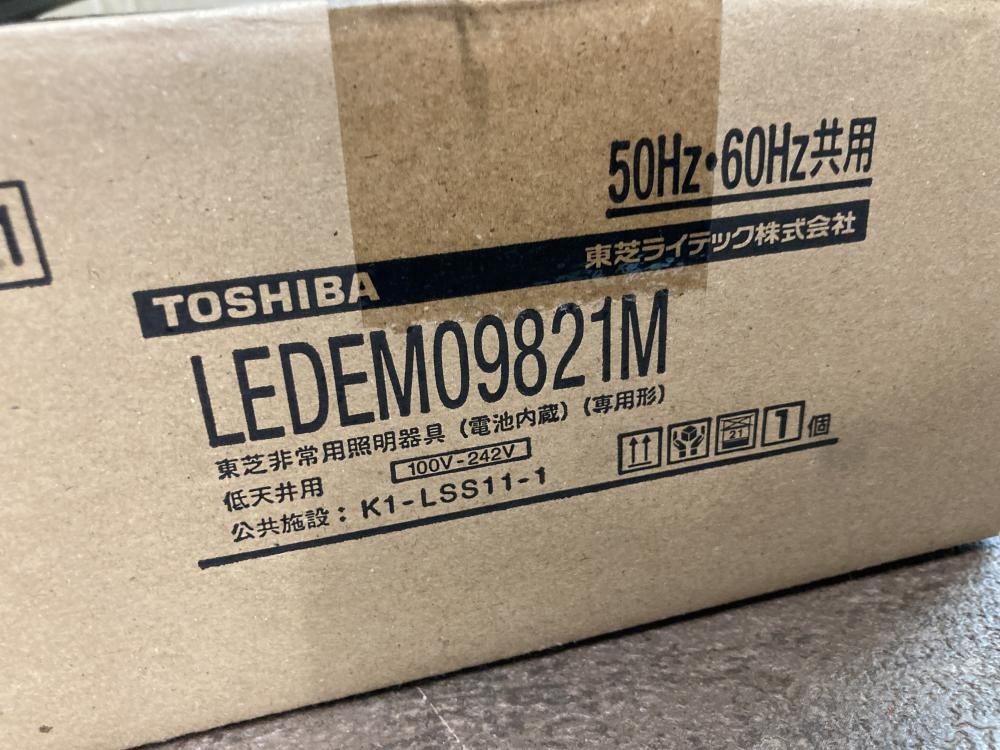 50Hz・60Hz共用
TOSHIBA 東芝ライテック株式会社
LEDEM09821M
東芝非常用照明器具（電池内蔵）（専用形）
低天井用 100V-242V
公共施設：K1-LSS11-1
21
1個
1